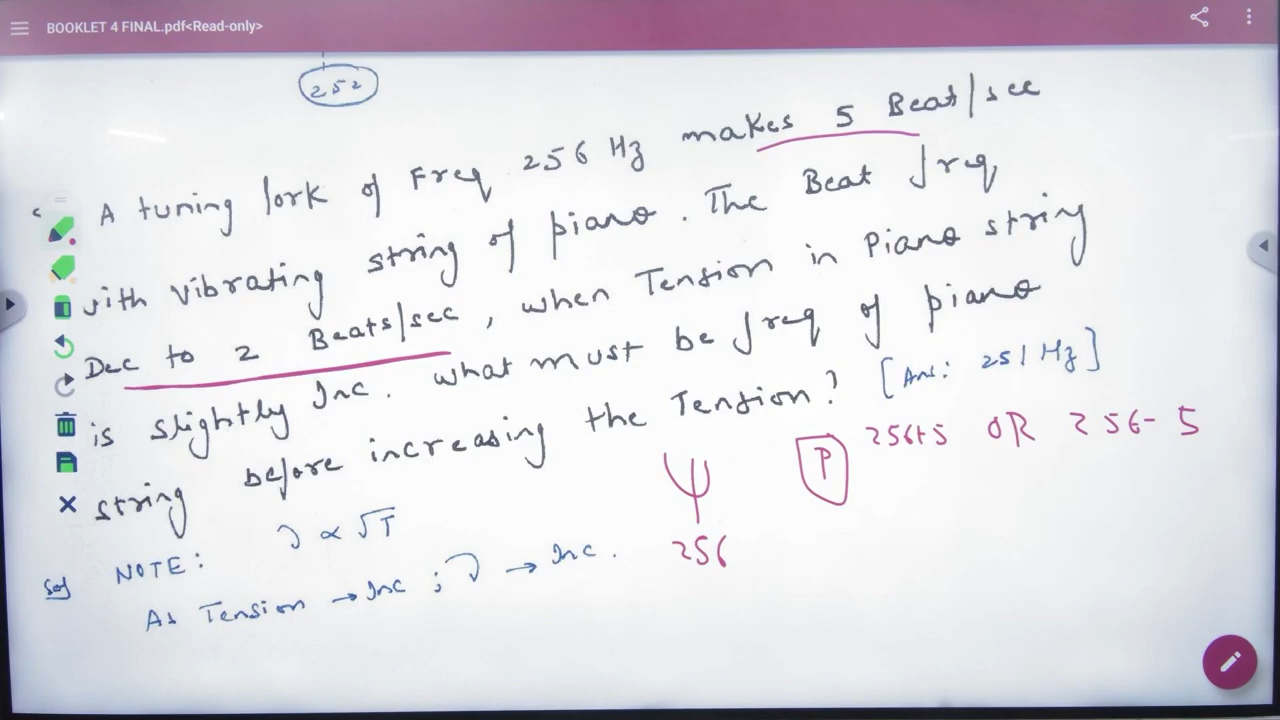 BOOKLET 4 FINAL.pdf<Read-only>
252
A tuning fork of Freq 256 Hz makes 5 Beat/sec
with vibrating string of piano. The Beat freq
Dec to 2 Beats/sec, when Tension in Piano string
is slightly Inc. what must be freq of piano
string before increasing the Tension? [Ans: 251 Hz]
P 256+5 OR 256-5
256
Sol NOTE: ν ∝ √T
As Tension → Inc ; ν → Inc.